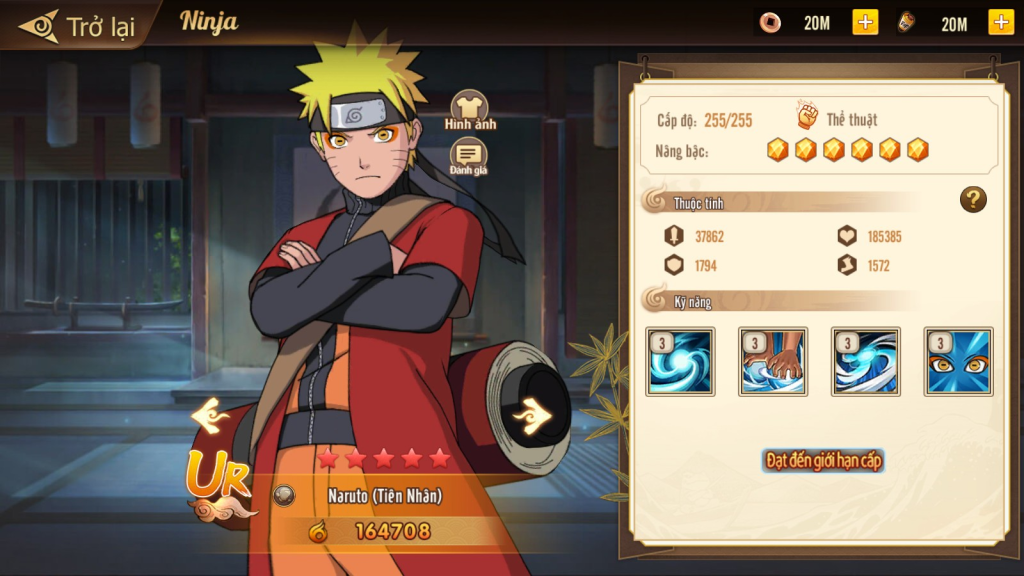 Trở lại
Ninja
20M
20M
Hình ảnh
Đánh giá
Cấp độ: 255/255
Thể thuật
Nâng bậc:
Thuộc tính
?
37862
185385
1794
1572
Kỹ năng
3
3
3
3
Đạt đến giới hạn cấp
UR
Naruto (Tiên Nhân)
164708